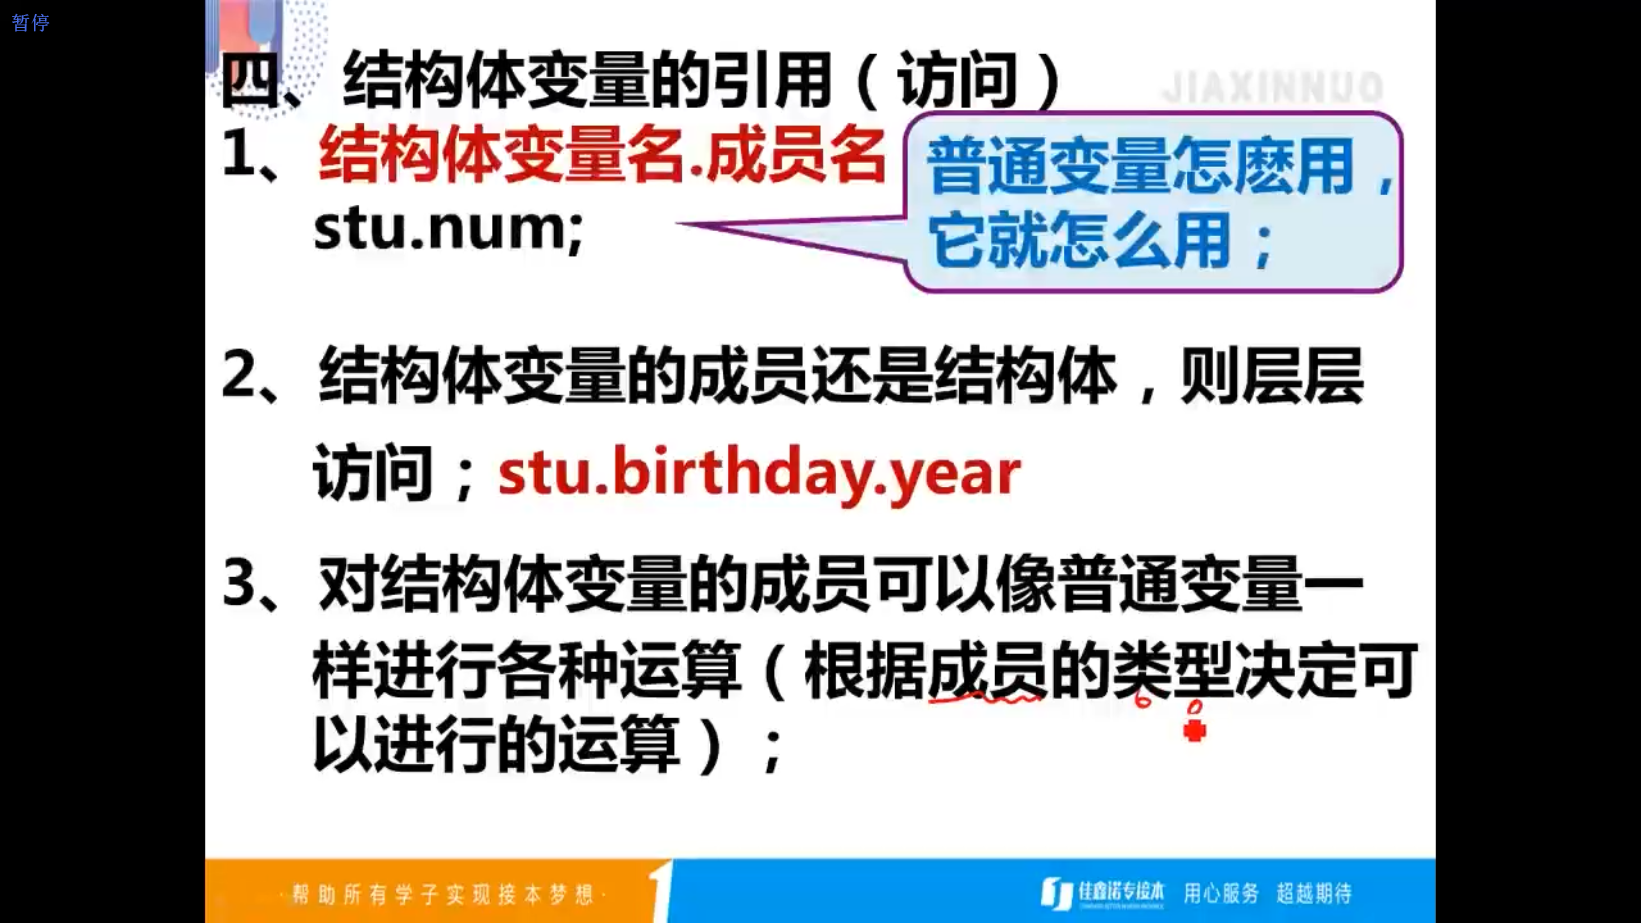 暂停
四、结构体变量的引用（访问）
JIAXINNUO
1、结构体变量名.成员名
stu.num;
普通变量怎麽用，
它就怎么用；
2、结构体变量的成员还是结构体，则层层
访问；stu.birthday.year
3、对结构体变量的成员可以像普通变量一
样进行各种运算（根据成员的类型决定可
以进行的运算）；
·帮助所有学子实现接本梦想·
佳鑫诺专接本
用心服务 超越期待